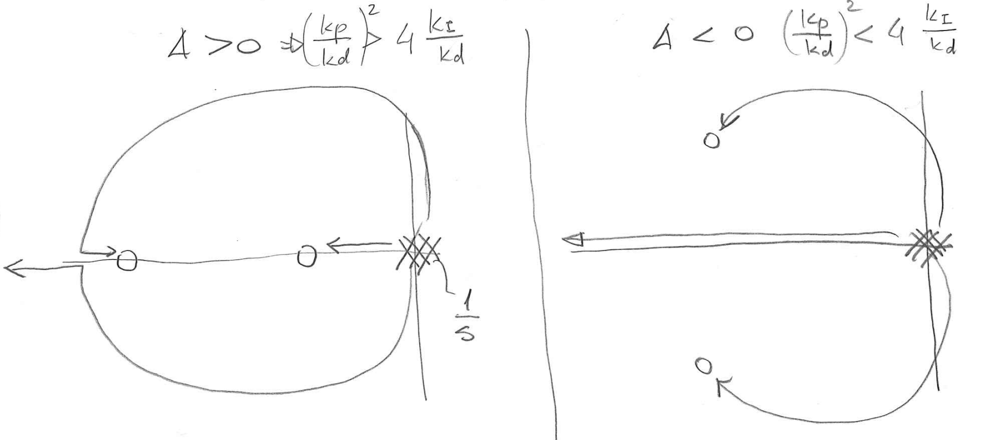 Δ > 0 ⇒ (kp/kd)² > 4 kI/kd
Δ < 0 (kp/kd)² < 4 kI/kd
1/s